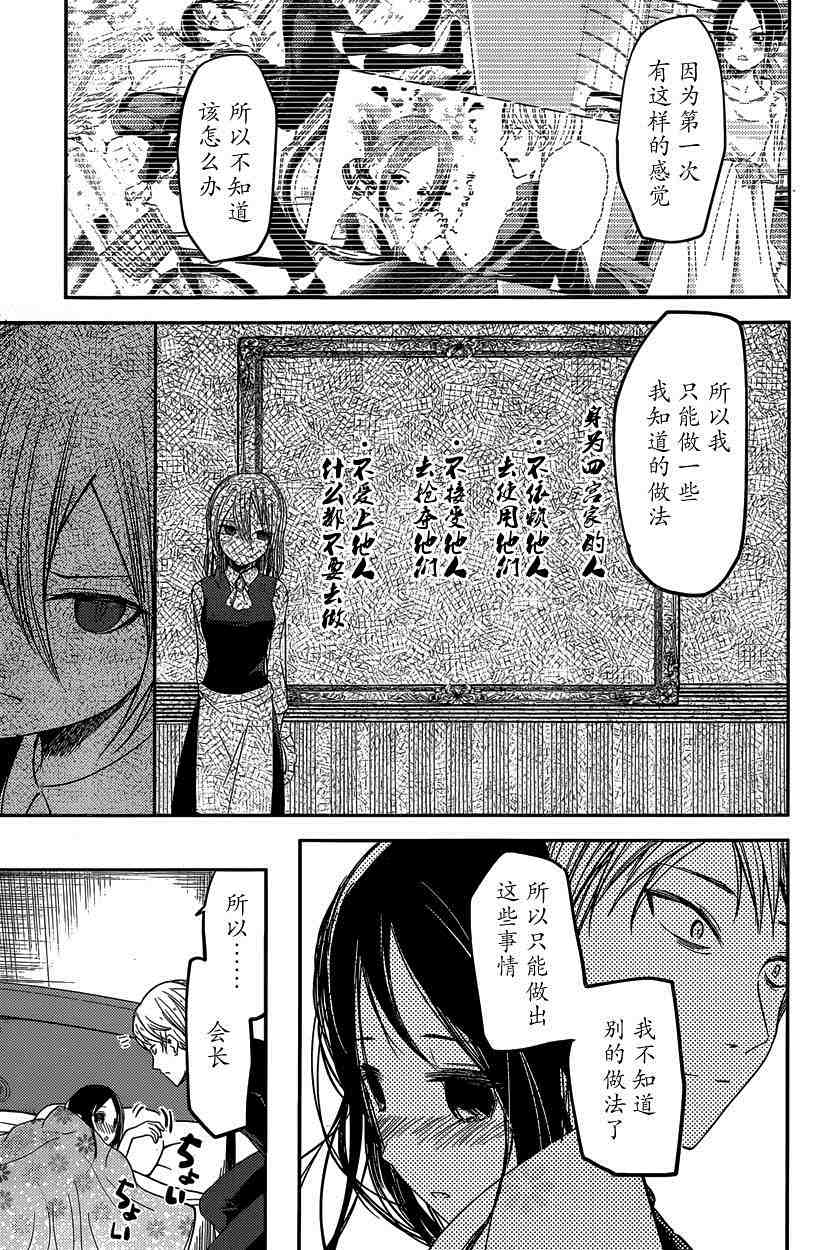 因为第一次
有这样的感觉
所以不知道
该怎么办
所以我
只能做一些
我知道的做法
身为四宫家的人
·不依赖他人
去使用他们
·不接受他人
去抢夺他们
·不爱上他人
什么都不要去做
我不知道
别的做法了
所以只能做出
这些事情
所以……
会长
ちょい
ちょい